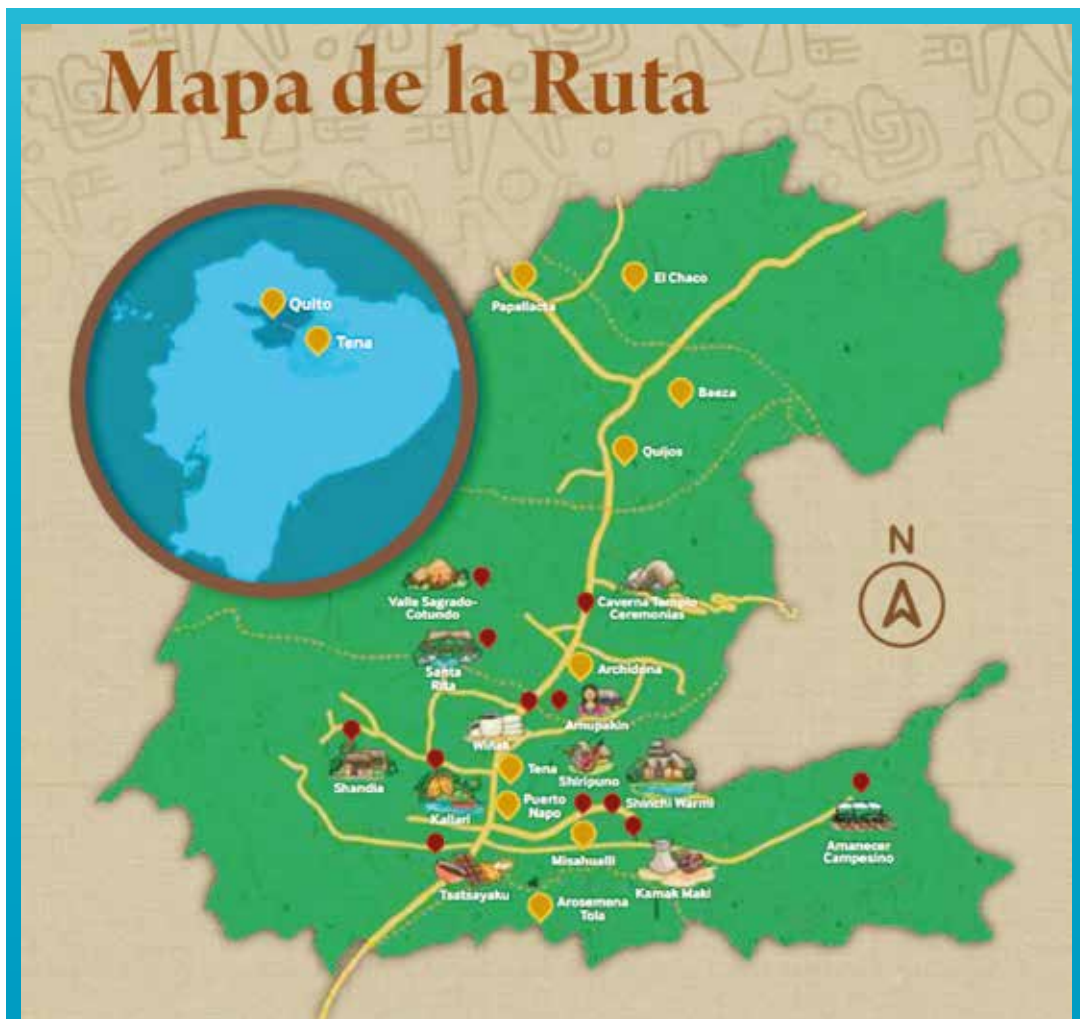 Mapa de la Ruta
Quito
Tena
Papallacta
El Chaco
Baeza
Quijos
N
Valle Sagrado-
Cotundo
Caverna Templo
Ceremonias
Santa
Rita
Archidona
Amupakin
Wiñak
Tena
Shiripuno
Shandia
Kallari
Puerto
Napo
Shinchi Warmi
Misahualli
Amanecer
Campesino
Tsatsayaku
Kamak Maki
Arosemena
Tola